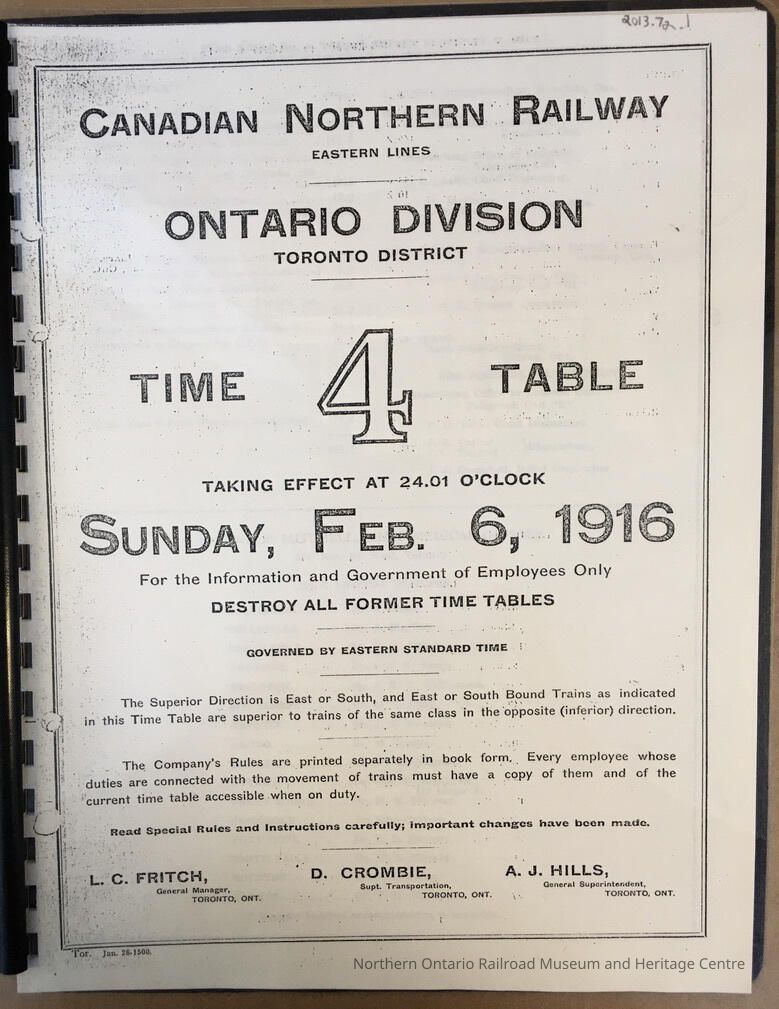 CANADIAN NORTHERN RAILWAY
EASTERN LINES
ONTARIO DIVISION
TORONTO DISTRICT
TIME 4 TABLE
TAKING EFFECT AT 24.01 O'CLOCK
SUNDAY, FEB. 6, 1916
For the Information and Government of Employees Only
DESTROY ALL FORMER TIME TABLES
GOVERNED BY EASTERN STANDARD TIME
The Superior Direction is East or South, and East or South Bound Trains as indicated
in this Time Table are superior to trains of the same class in the opposite (inferior) direction.
The Company's Rules are printed separately in book form. Every employee whose
duties are connected with the movement of trains must have a copy of them and of the
current time table accessible when on duty.
Read Special Rules and Instructions carefully; important changes have been made.
L. C. FRITCH, D. CROMBIE, A. J. HILLS,
General Manager, Supt. Transportation, General Superintendent,
TORONTO, ONT. TORONTO, ONT. TORONTO, ONT.
Tor. Jan. 28-1500.
Northern Ontario Railroad Museum and Heritage Centre